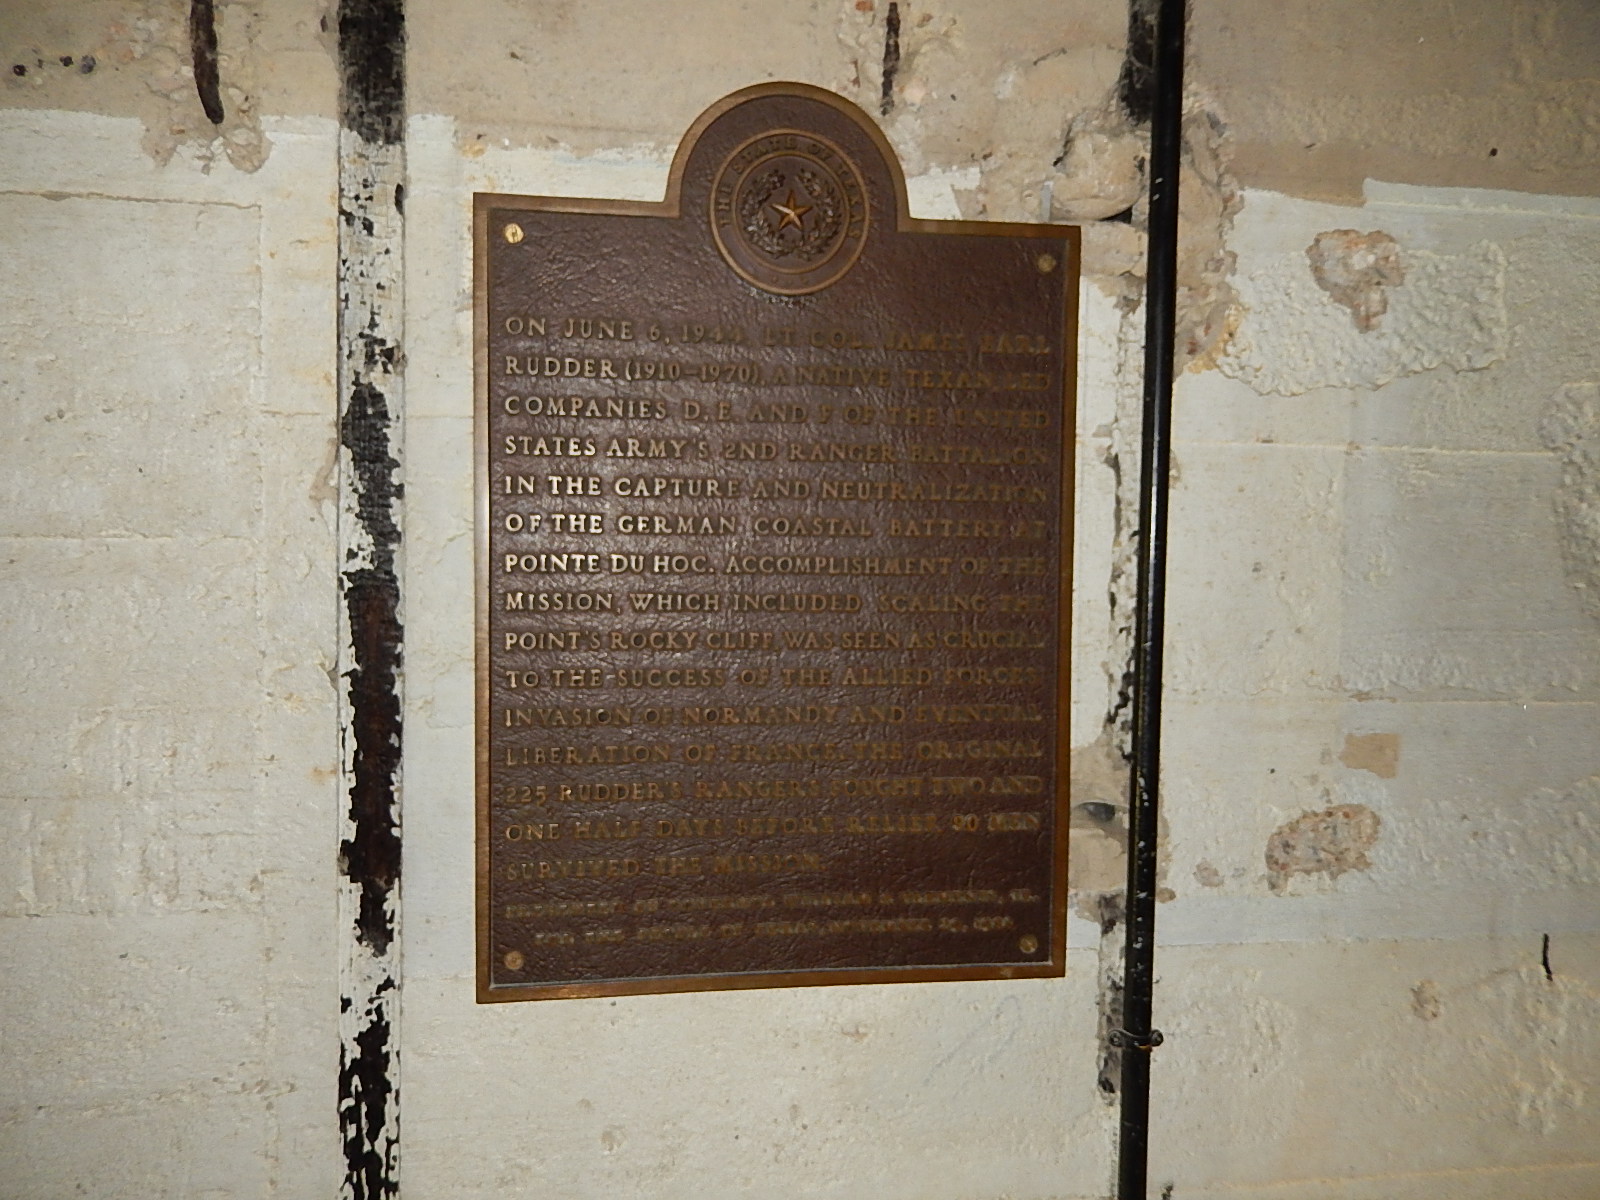 THE STATE OF TEXAS
ON JUNE 6, 1944, LT. COL. JAMES EARL
RUDDER (1910-1970), A NATIVE TEXAN, LED
COMPANIES D, E, AND F OF THE UNITED
STATES ARMY'S 2ND RANGER BATTALION
IN THE CAPTURE AND NEUTRALIZATION
OF THE GERMAN COASTAL BATTERY AT
POINTE DU HOC. ACCOMPLISHMENT OF THE
MISSION, WHICH INCLUDED SCALING THE
POINT'S ROCKY CLIFF, WAS SEEN AS CRUCIAL
TO THE SUCCESS OF THE ALLIED FORCES'
INVASION OF NORMANDY AND EVENTUAL
LIBERATION OF FRANCE. THE ORIGINAL
225 RUDDER'S RANGERS FOUGHT TWO AND
ONE HALF DAYS BEFORE RELIEF. 90 MEN
SURVIVED THE MISSION.